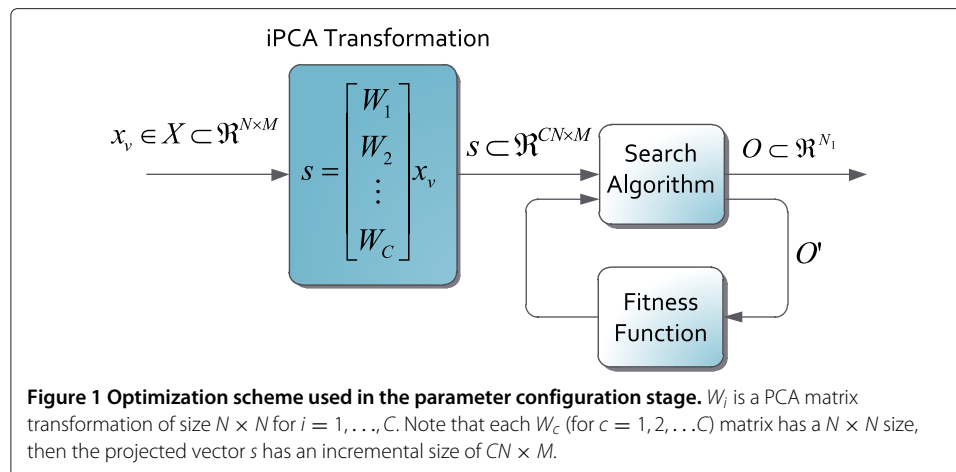 iPCA Transformation
x_v ∈ X ⊂ ℜ^{N×M}
s = [W_1 W_2 ⋮ W_C] x_v
s ⊂ ℜ^{CN×M}
Search
Algorithm
O ⊂ ℜ^{N_1}
O'
Fitness
Function
Figure 1 Optimization scheme used in the parameter configuration stage. W_i is a PCA matrix
transformation of size N × N for i = 1, . . . , C. Note that each W_c (for c = 1, 2, . . . C) matrix has a N × N size,
then the projected vector s has an incremental size of CN × M.